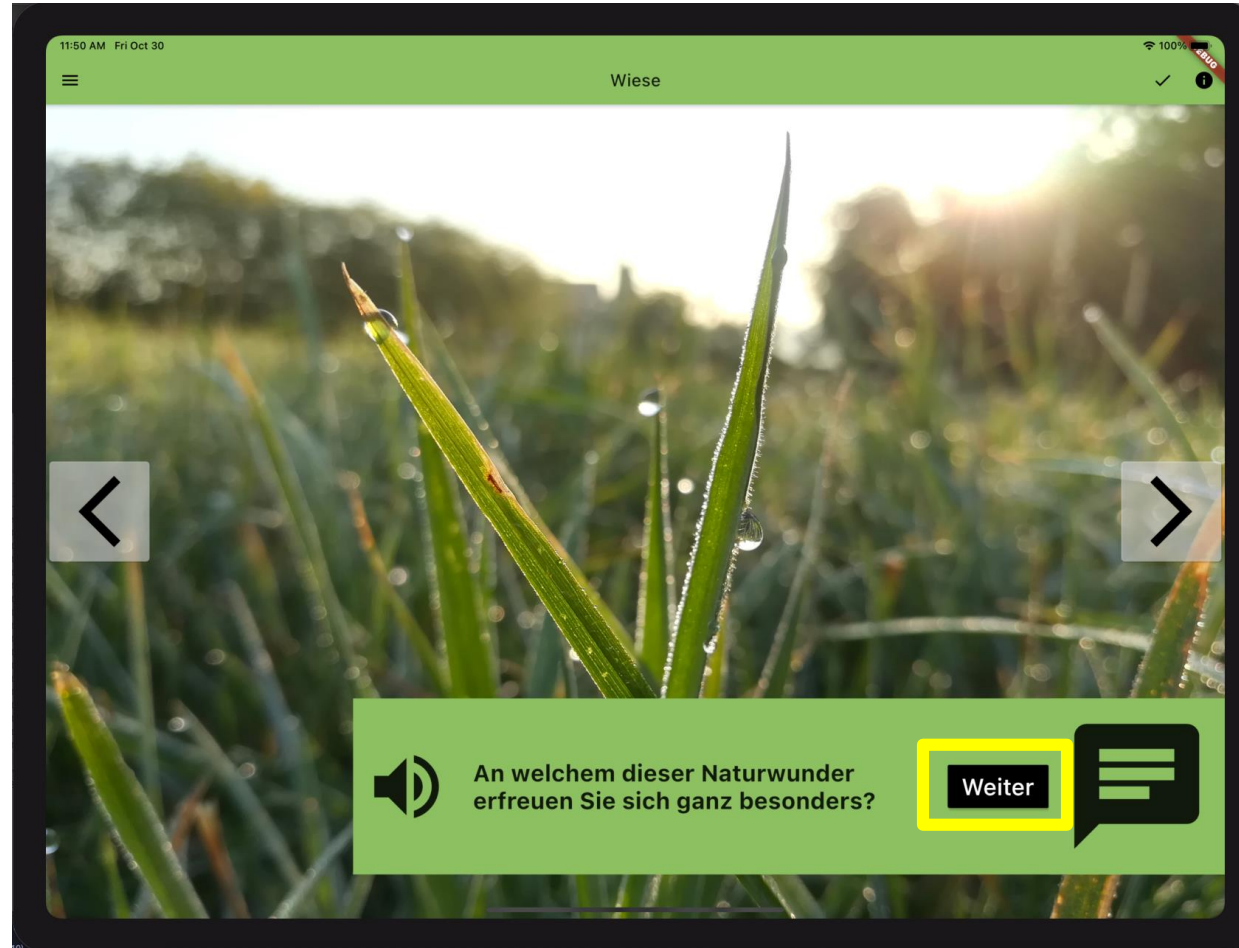 11:50 AM Fri Oct 30
100%
Wiese
An welchem dieser Naturwunder
erfreuen Sie sich ganz besonders?
Weiter